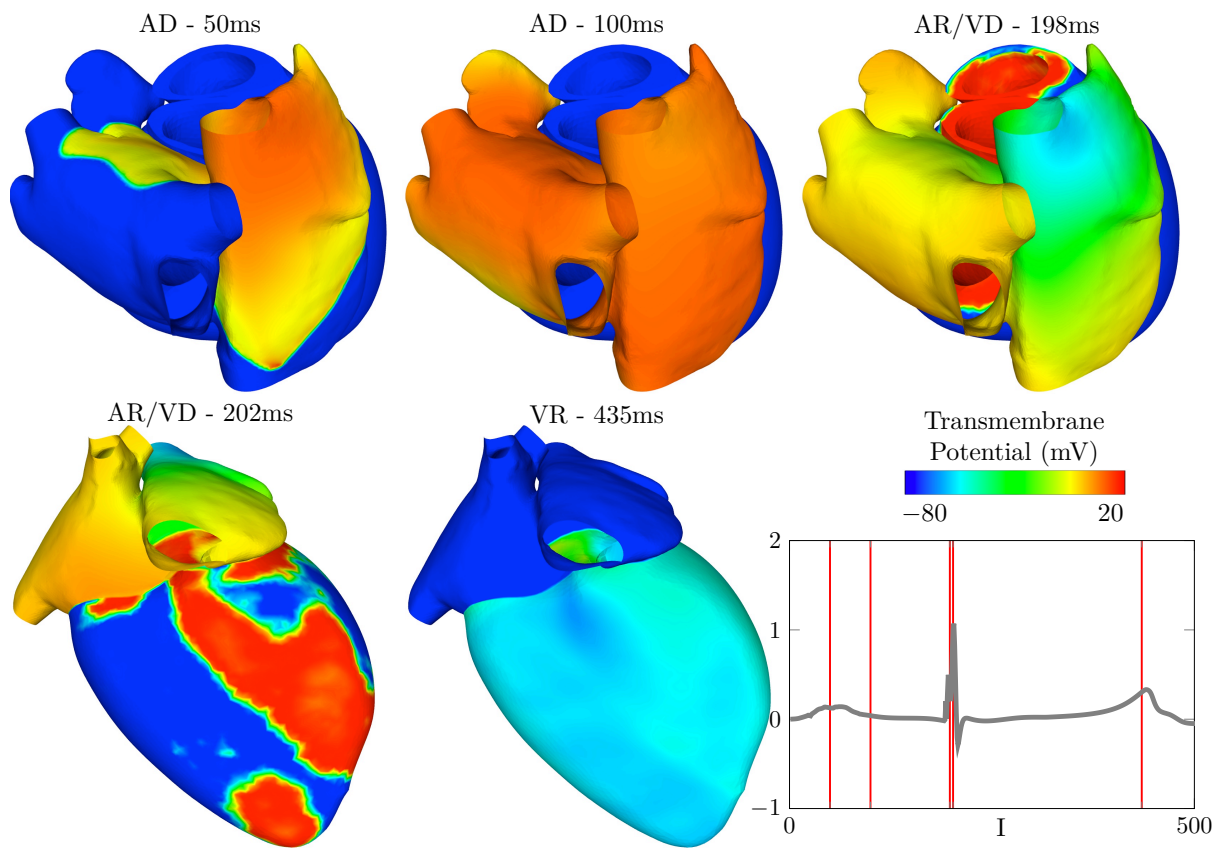 AD - 50ms
AD - 100ms
AR/VD - 198ms
AR/VD - 202ms
VR - 435ms
Transmembrane
Potential (mV)
−80 20
2
1
0
−1
0 I 500